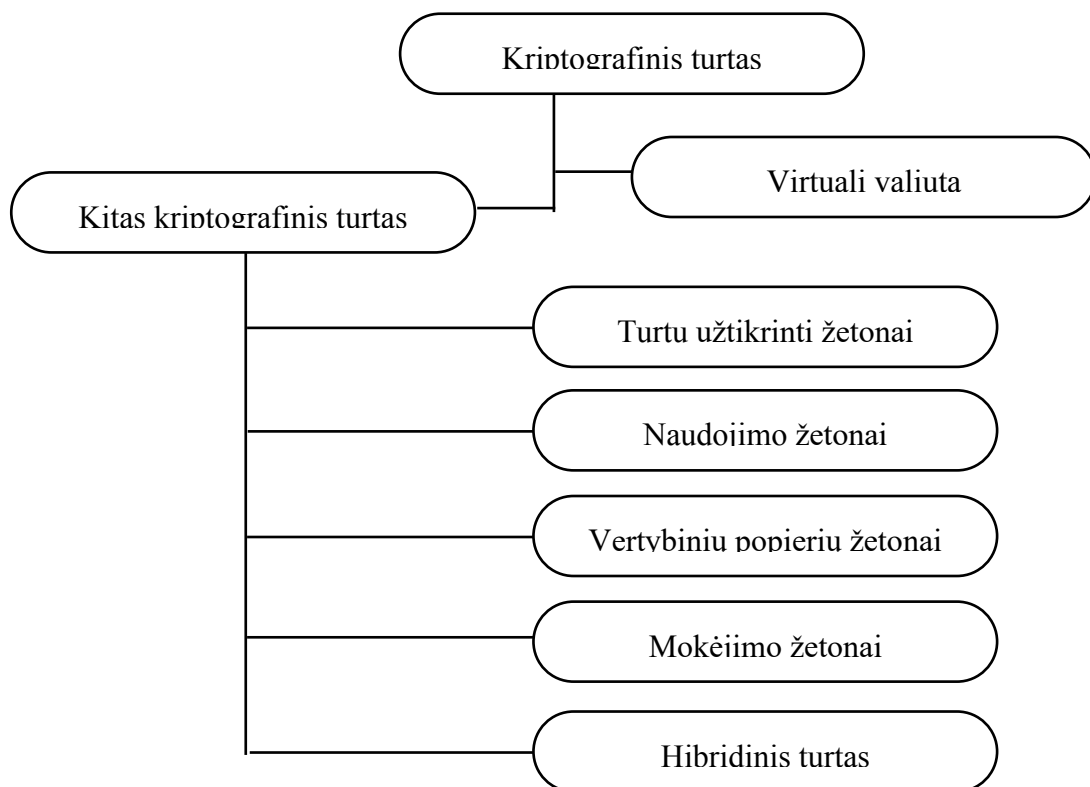 Kriptografinis turtas
Virtuali valiuta
Kitas kriptografinis turtas
Turtu užtikrinti žetonai
Naudojimo žetonai
Vertybinių popierių žetonai
Mokėjimo žetonai
Hibridinis turtas